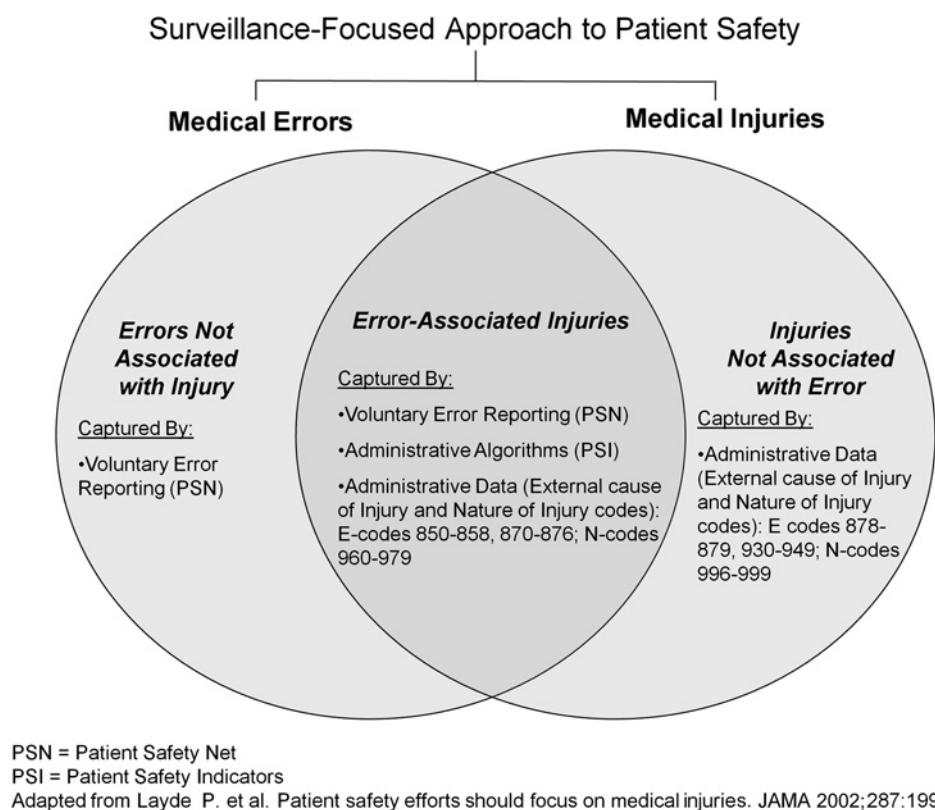 Surveillance-Focused Approach to Patient Safety
Medical Errors
Medical Injuries
Errors Not
Associated
with Injury
Captured By:
•Voluntary Error
Reporting (PSN)
Error-Associated Injuries
Captured By:
•Voluntary Error Reporting (PSN)
•Administrative Algorithms (PSI)
•Administrative Data (External cause
of Injury and Nature of Injury codes):
E-codes 850-858, 870-876; N-codes
960-979
Injuries
Not Associated
with Error
Captured By:
•Administrative Data
(External cause of Injury
and Nature of Injury
codes): E codes 878-
879, 930-949; N-codes
996-999
PSN = Patient Safety Net
PSI = Patient Safety Indicators
Adapted from Layde P. et al. Patient safety efforts should focus on medical injuries. JAMA 2002;287:199